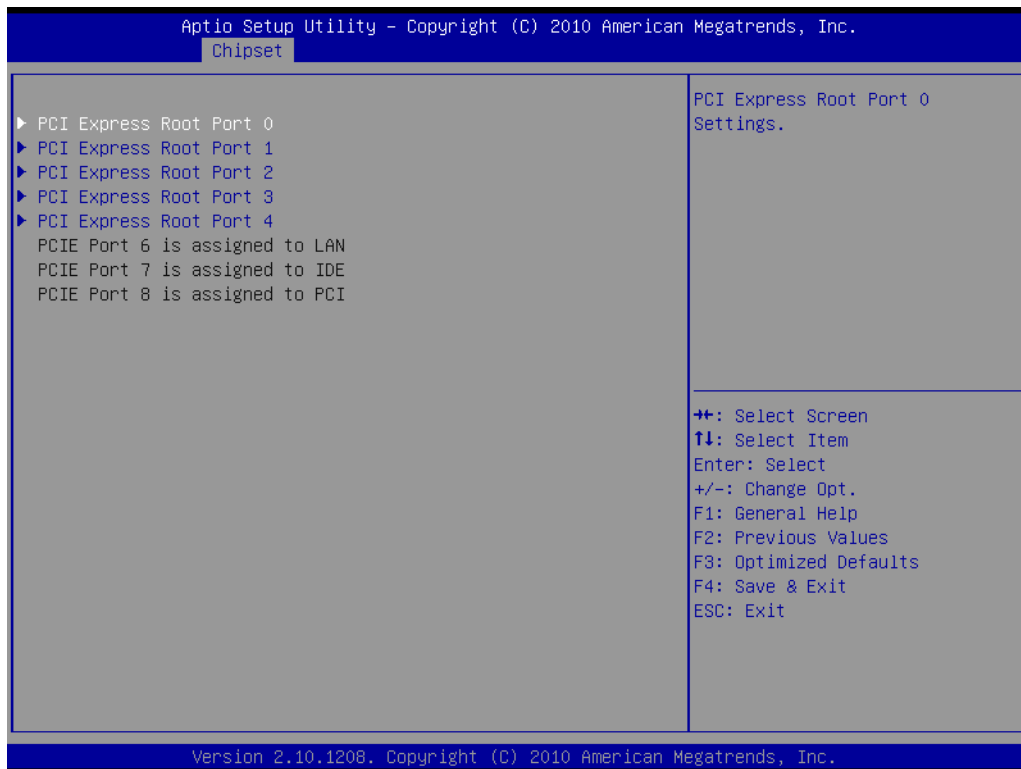 Aptio Setup Utility – Copyright (C) 2010 American Megatrends, Inc.
Chipset
▶ PCI Express Root Port 0
▶ PCI Express Root Port 1
▶ PCI Express Root Port 2
▶ PCI Express Root Port 3
▶ PCI Express Root Port 4
PCIE Port 6 is assigned to LAN
PCIE Port 7 is assigned to IDE
PCIE Port 8 is assigned to PCI
PCI Express Root Port 0
Settings.
→←: Select Screen
↑↓: Select Item
Enter: Select
+/-: Change Opt.
F1: General Help
F2: Previous Values
F3: Optimized Defaults
F4: Save & Exit
ESC: Exit
Version 2.10.1208. Copyright (C) 2010 American Megatrends, Inc.